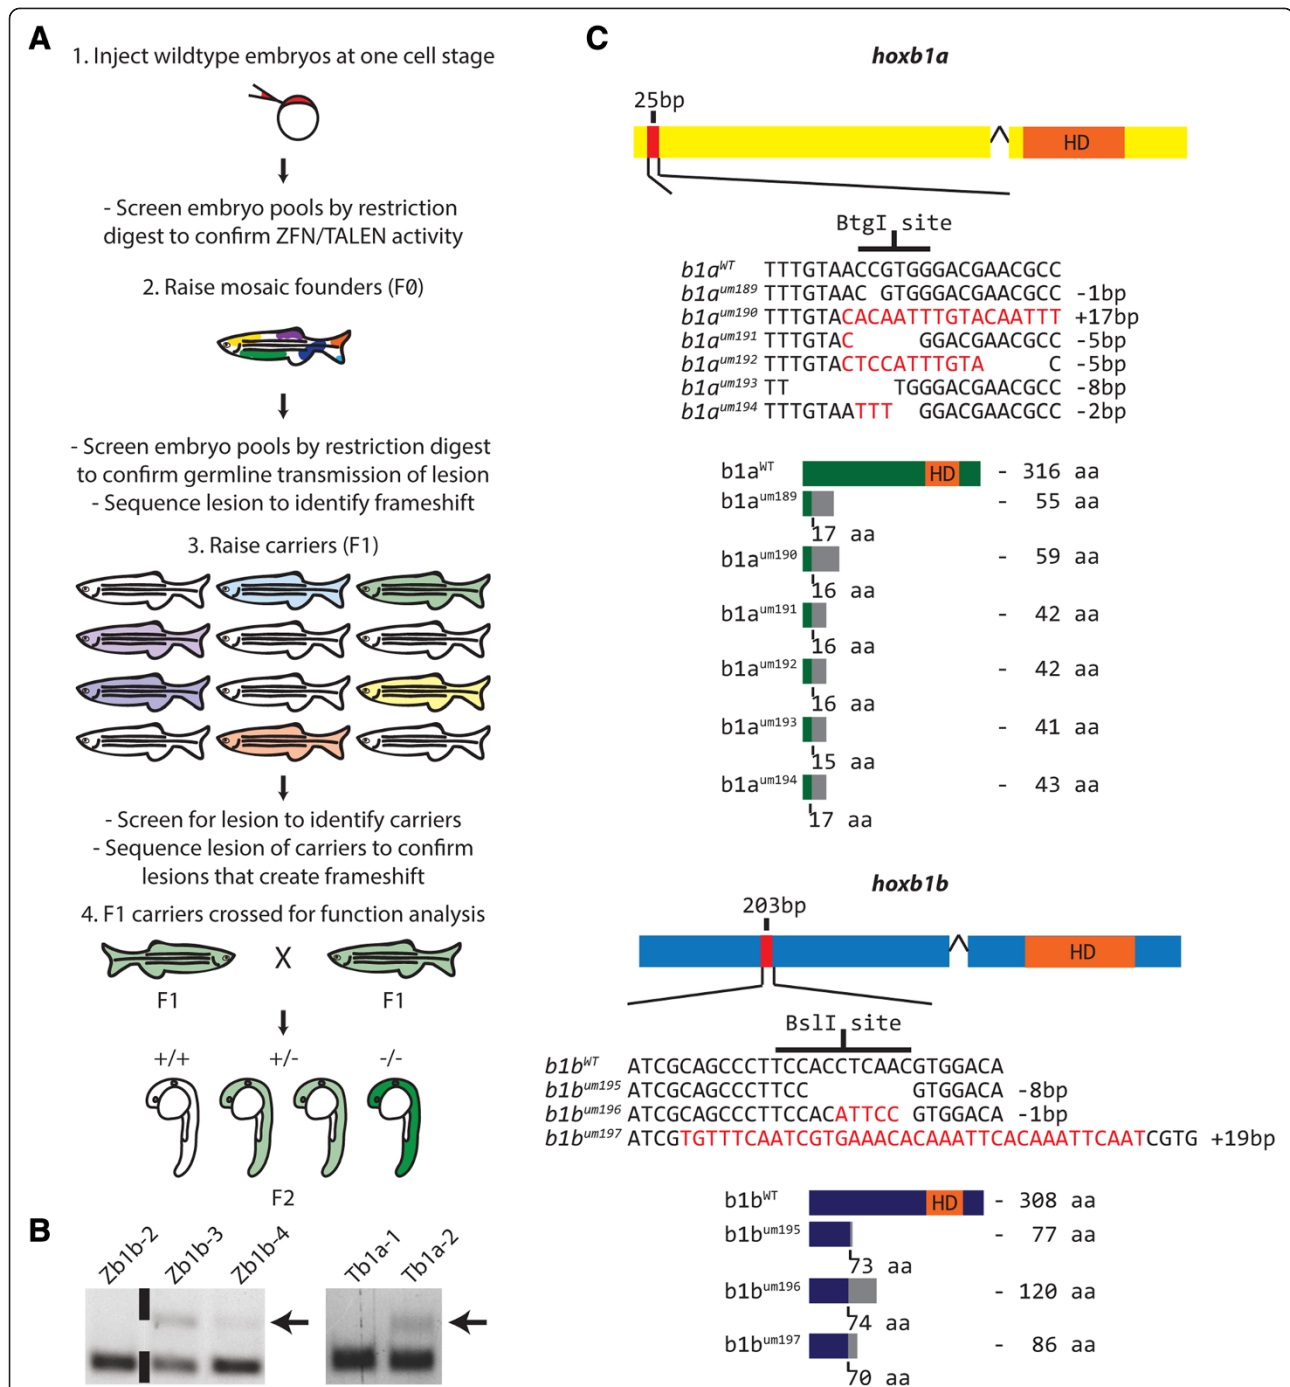 A
1. Inject wildtype embryos at one cell stage
- Screen embryo pools by restriction
digest to confirm ZFN/TALEN activity
2. Raise mosaic founders (F0)
- Screen embryo pools by restriction digest
to confirm germline transmission of lesion
- Sequence lesion to identify frameshift
3. Raise carriers (F1)
- Screen for lesion to identify carriers
- Sequence lesion of carriers to confirm
lesions that create frameshift
4. F1 carriers crossed for function analysis
X
F1 F1
+/+ +/- -/-
F2
B
Zb1b-2 Zb1b-3 Zb1b-4 Tb1a-1 Tb1a-2
C
hoxb1a
25bp
HD
BtgI site
b1a^WT TTTGTAACCGTGGGACGAACGCC
b1a^um189 TTTGTAAC GTGGGACGAACGCC -1bp
b1a^um190 TTTGTACACAATTTGTACAATTT +17bp
b1a^um191 TTTGTAC GGACGAACGCC -5bp
b1a^um192 TTTGTACTCCATTTGTA C -5bp
b1a^um193 TT TGGGACGAACGCC -8bp
b1a^um194 TTTGTAATTT GGACGAACGCC -2bp
b1a^WT HD - 316 aa
b1a^um189 - 55 aa
17 aa
b1a^um190 - 59 aa
16 aa
b1a^um191 - 42 aa
16 aa
b1a^um192 - 42 aa
16 aa
b1a^um193 - 41 aa
15 aa
b1a^um194 - 43 aa
17 aa
hoxb1b
203bp
HD
BslI site
b1b^WT ATCGCAGCCCTTCCACCTCAACGTGGACA
b1b^um195 ATCGCAGCCCTTCC GTGGACA -8bp
b1b^um196 ATCGCAGCCCTTCCACATTCC GTGGACA -1bp
b1b^um197 ATCGTGTTTCAATCGTGAAACACAAATTCACAAATTCAATCGTG +19bp
b1b^WT HD - 308 aa
b1b^um195 - 77 aa
73 aa
b1b^um196 - 120 aa
74 aa
b1b^um197 - 86 aa
70 aa